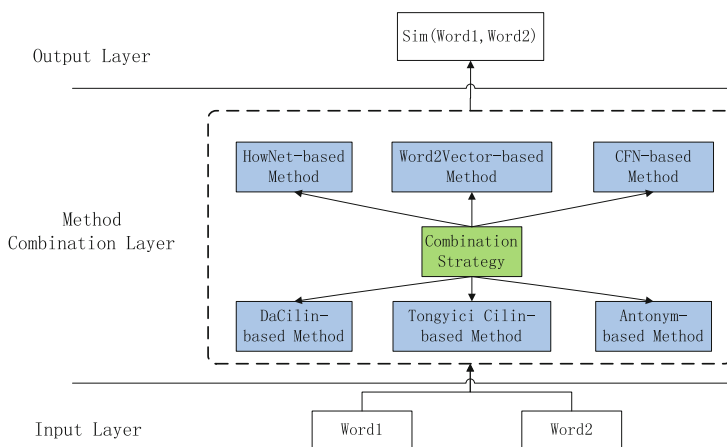 Sim(Word1,Word2)
Output Layer
HowNet-based
Method
Word2Vector-based
Method
CFN-based
Method
Method
Combination Layer
Combination
Strategy
DaCilin-
based Method
Tongyici Cilin-
based Method
Antonym-
based Method
Input Layer
Word1
Word2